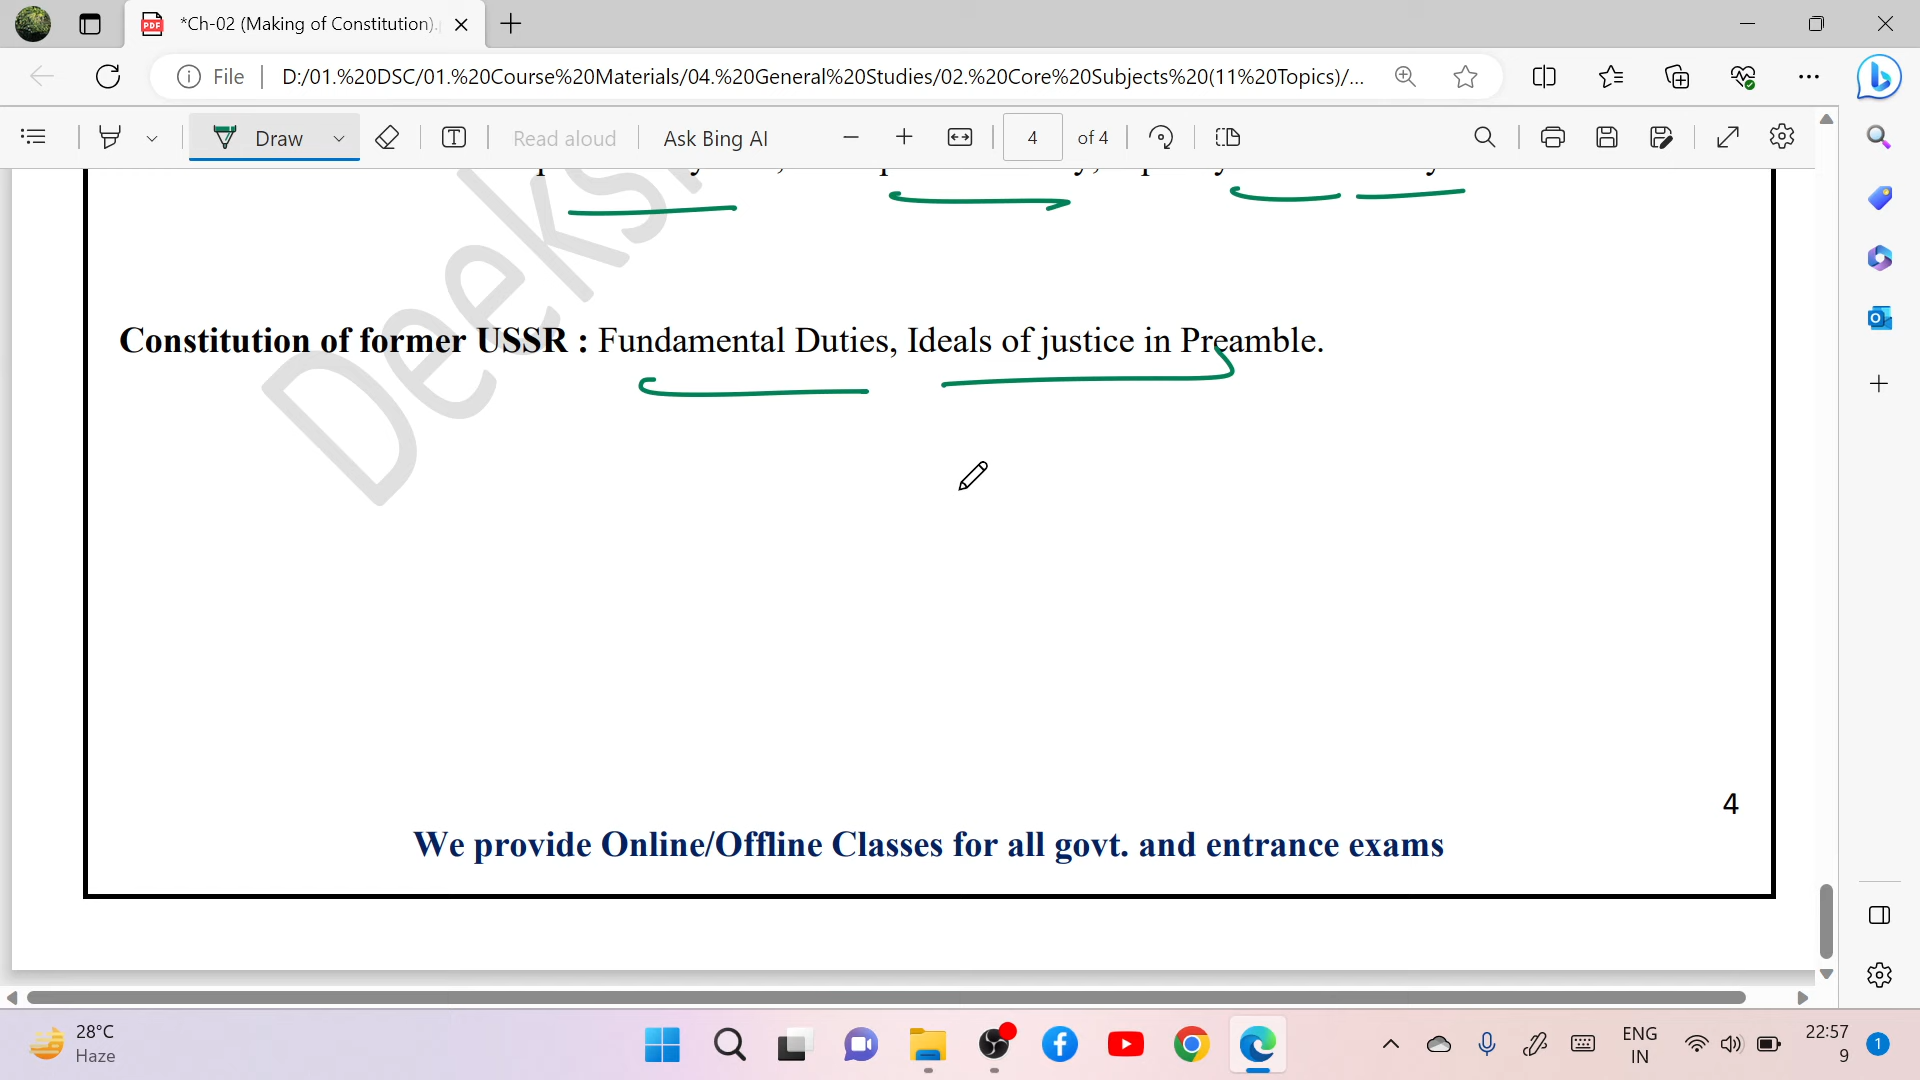 *Ch-02 (Making of Constitution).
File
D:/01.%20DSC/01.%20Course%20Materials/04.%20General%20Studies/02.%20Core%20Subjects%20(11%20Topics)/...
Draw
Read aloud
Ask Bing AI
4
of 4
Constitution of former USSR : Fundamental Duties, Ideals of justice in Preamble.
Deeks
4
We provide Online/Offline Classes for all govt. and entrance exams
28°C
Haze
ENG
IN
22:57
9
1